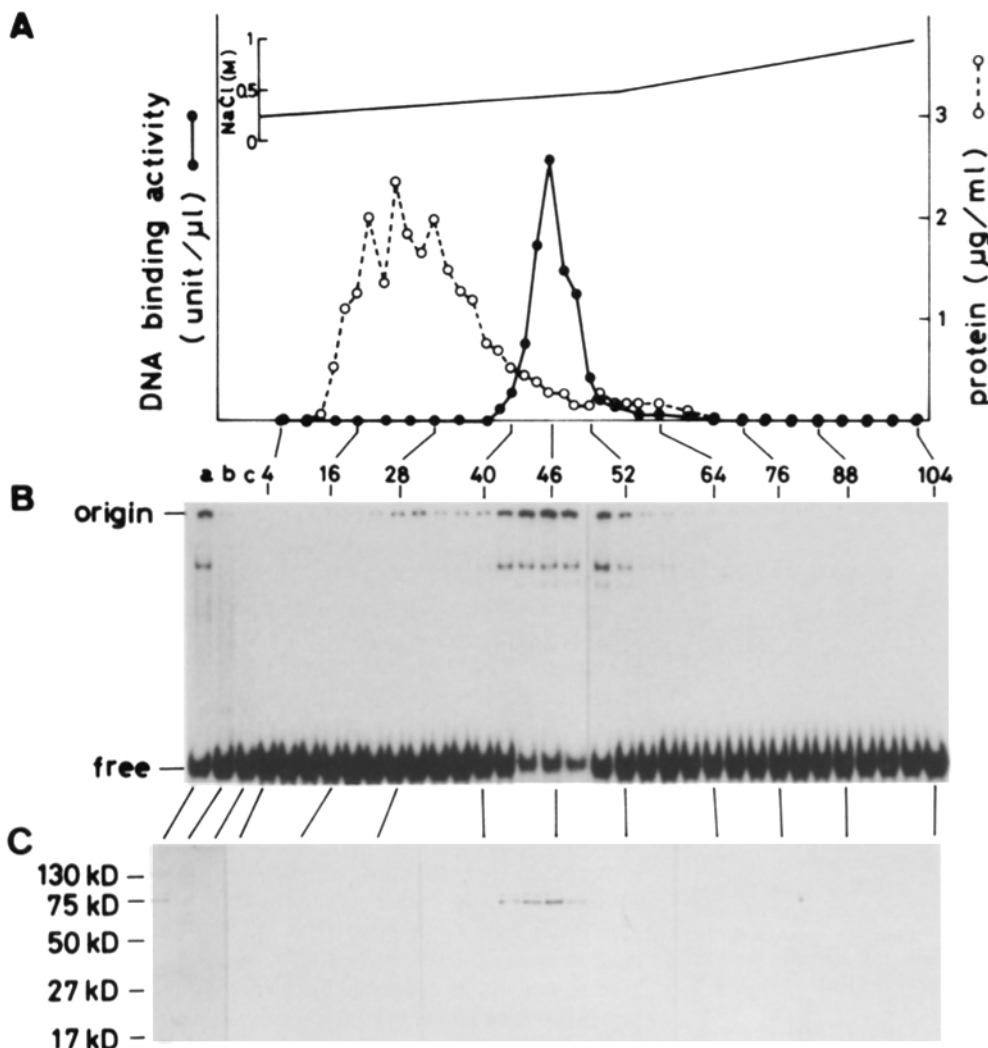 A
1
0.5
0
NaCl(M)
DNA binding activity
(unit/µl)
3
2
1
protein (µg/ml)
a b c 4 16 28 40 46 52 64 76 88 104
B
origin
free
C
130 kD
75 kD
50 kD
27 kD
17 kD